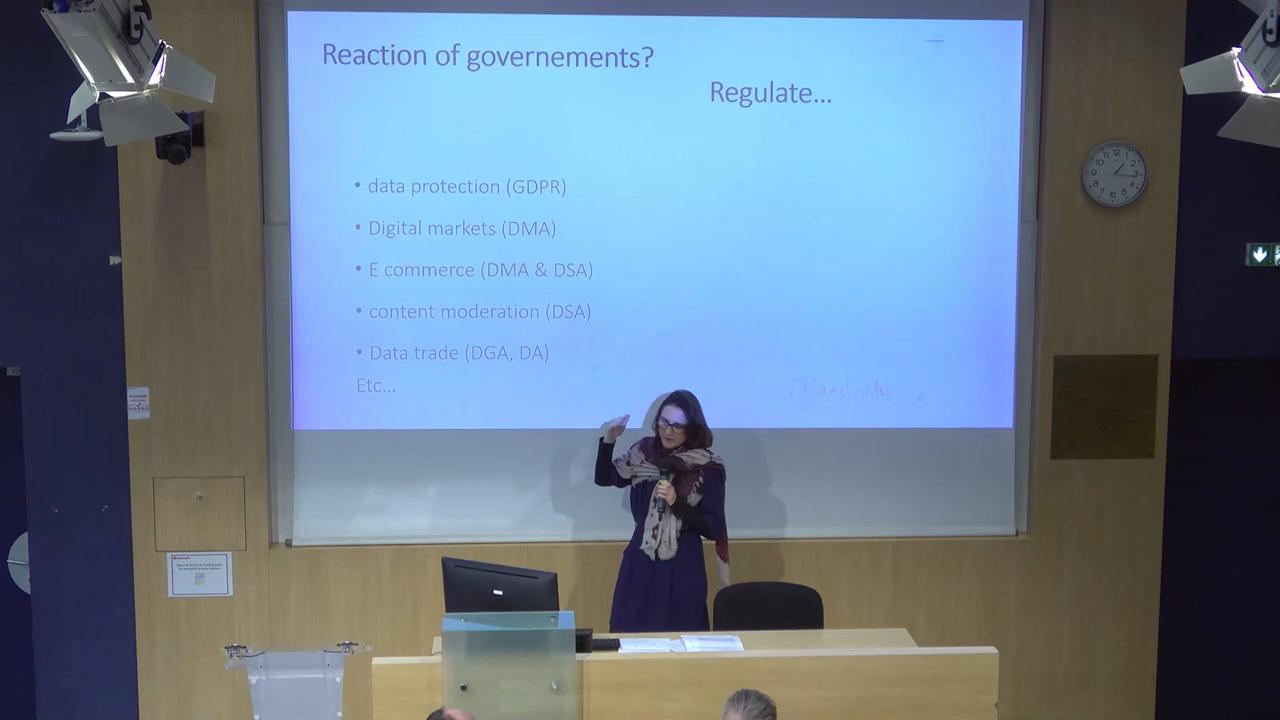 Reaction of governements?
Regulate...
• data protection (GDPR)
• Digital markets (DMA)
• E commerce (DMA & DSA)
• content moderation (DSA)
• Data trade (DGA, DA)
Etc...